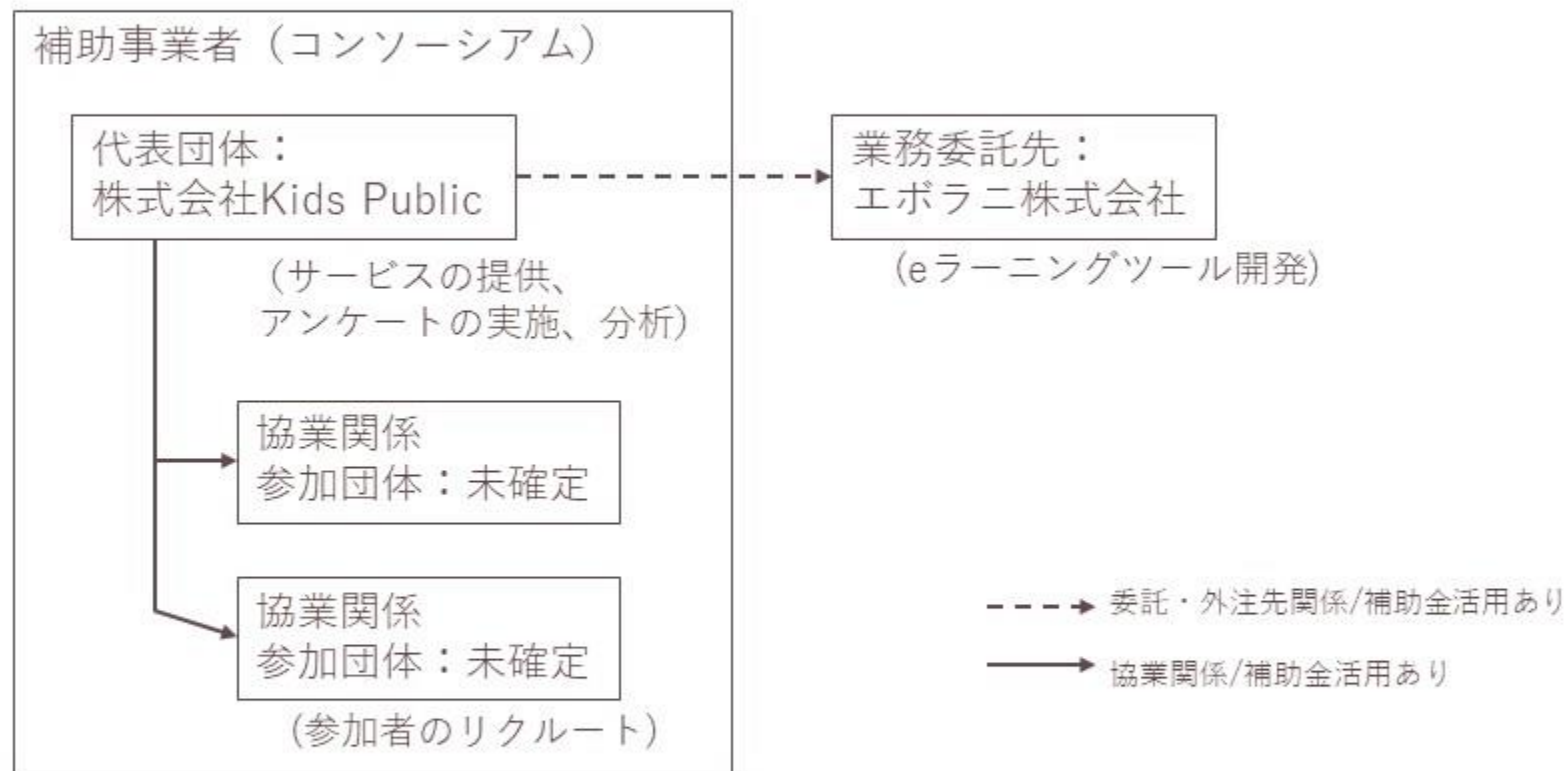 補助事業者（コンソーシアム）
代表団体：
株式会社Kids Public
（サービスの提供、
アンケートの実施、分析）
業務委託先：
エボラニ株式会社
(eラーニングツール開発)
協業関係
参加団体：未確定
協業関係
参加団体：未確定
(参加者のリクルート)
委託・外注先関係/補助金活用あり
協業関係/補助金活用あり